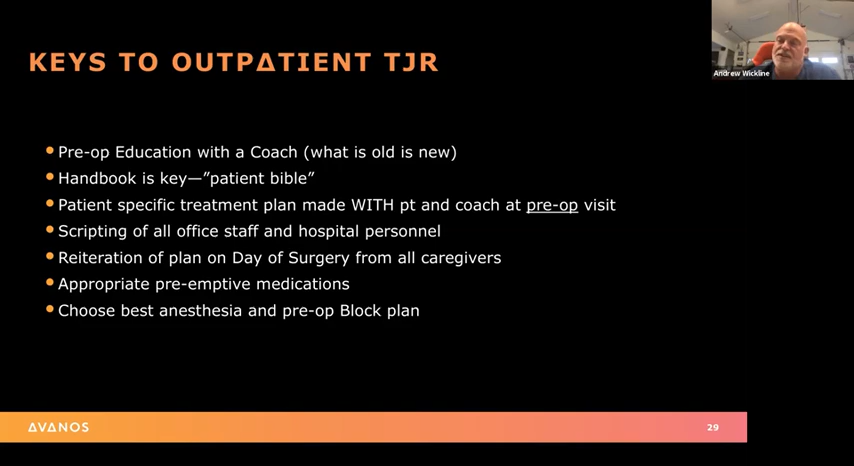 KEYS TO OUTPΔTIENT TJR
Andrew Wickline
Pre-op Education with a Coach (what is old is new)
Handbook is key—”patient bible”
Patient specific treatment plan made WITH pt and coach at pre-op visit
Scripting of all office staff and hospital personnel
Reiteration of plan on Day of Surgery from all caregivers
Appropriate pre-emptive medications
Choose best anesthesia and pre-op Block plan
ΔVΔNOS
29